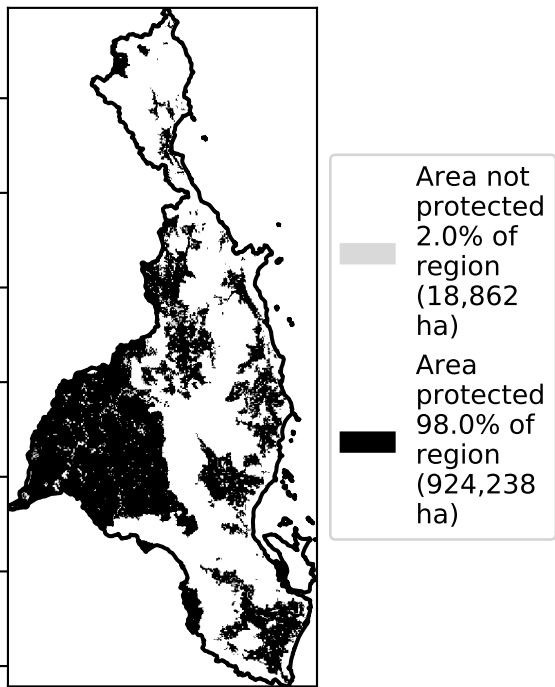 Area not
protected
2.0% of
region
(18,862
ha)
Area
protected
98.0% of
region
(924,238
ha)